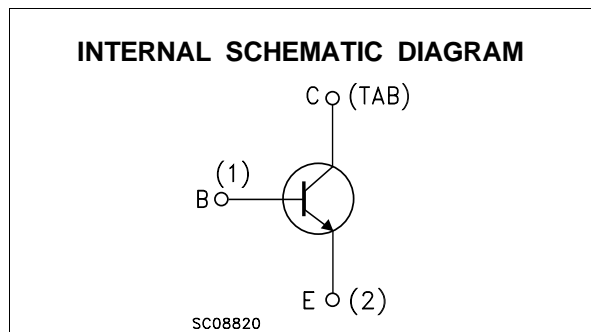 INTERNAL SCHEMATIC DIAGRAM
C (TAB)
(1)
B
E (2)
SC08820